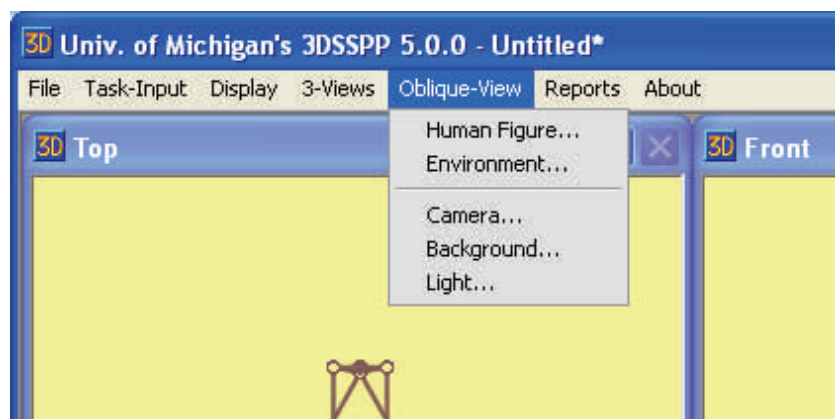 3D Univ. of Michigan's 3DSSPP 5.0.0 - Untitled*
File Task-Input Display 3-Views Oblique-View Reports About
3D Top
3D Front
Human Figure...
Environment...
Camera...
Background...
Light...